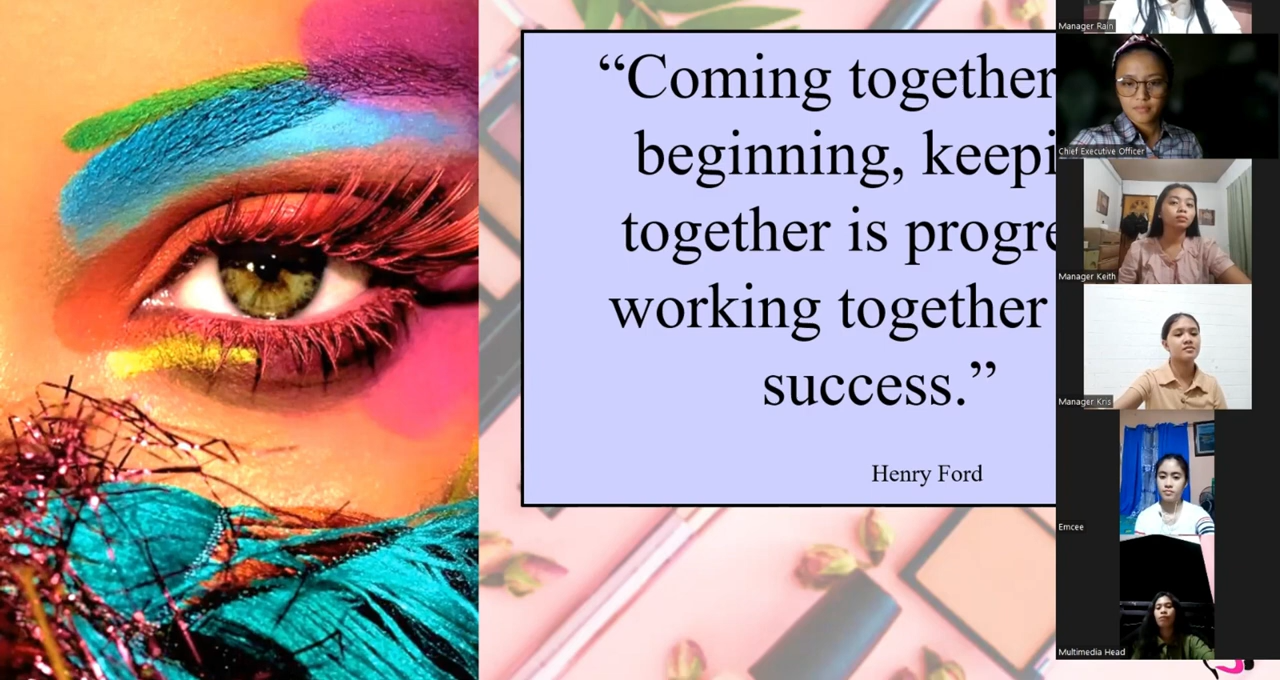 “Coming together
beginning, keepi
together is progre
working together
success.”
Henry Ford
Manager Rain
Chief Executive Officer
Manager Keith
Manager Kris
Emcee
Multimedia Head